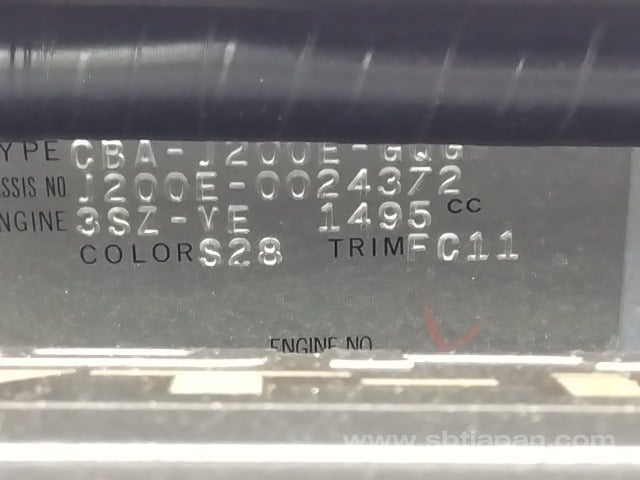 YPE CBA-J200E-GQG
SSIS NO. J200E-0024372
NGINE 3SZ-VE 1495 CC
COLOR S28 TRIM FC11
ENGINE NO.
www.sbtjapan.com